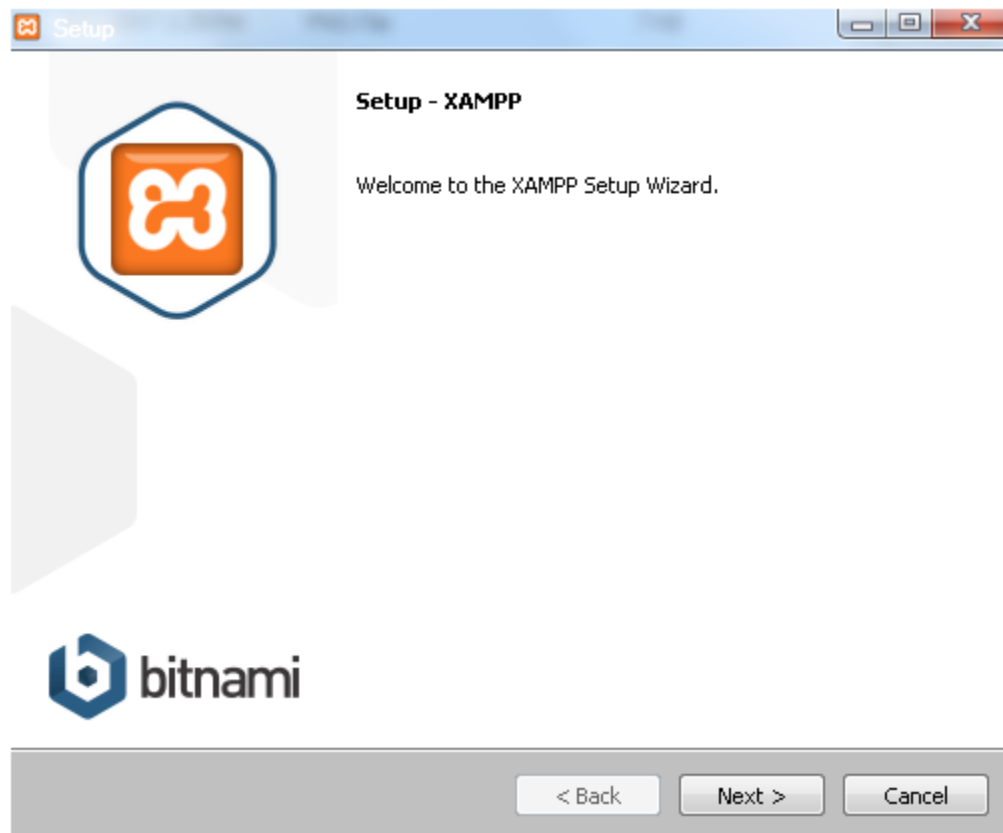 Setup
Setup - XAMPP
Welcome to the XAMPP Setup Wizard.
bitnami
< Back
Next >
Cancel